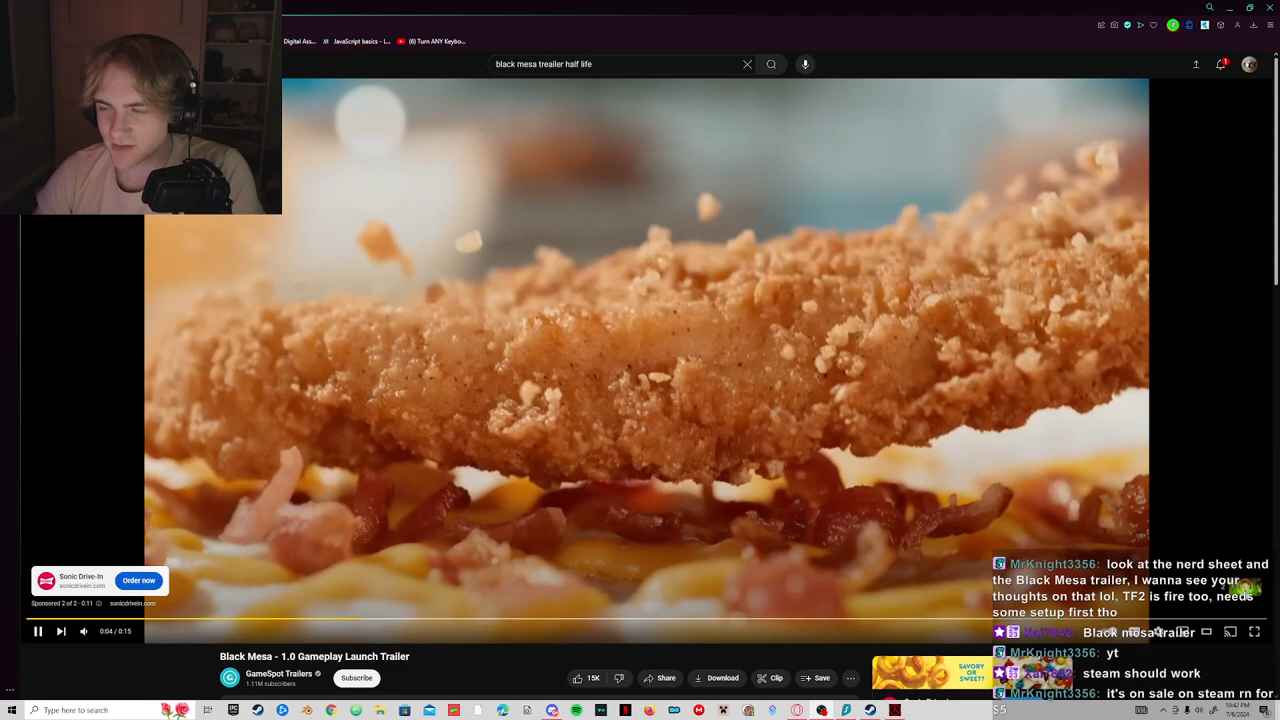 Digital Ass...
JavaScript basics - L...
(6) Turn ANY Keybo...
black mesa treailer half life
Sonic Drive-In
sonicdrivein.com
Order now
Sponsored 2 of 2 · 0:11
sonicdrivein.com
0:04 / 0:15
MrKnight3356: look at the nerd sheet and
the Black Mesa trailer, I wanna see your
thoughts on that lol, TF2 is fire too, needs
some setup first tho
Black mesa trailer
MrKnight3356: yt
steam should work
MrKnight3356: it's on sale on steam rn for
$5
Black Mesa - 1.0 Gameplay Launch Trailer
GameSpot Trailers
1.11M subscribers
Subscribe
15K
Share
Download
Clip
Save
SAVORY
OR
SWEET?
Type here to search
10:42 PM
7/6/2024